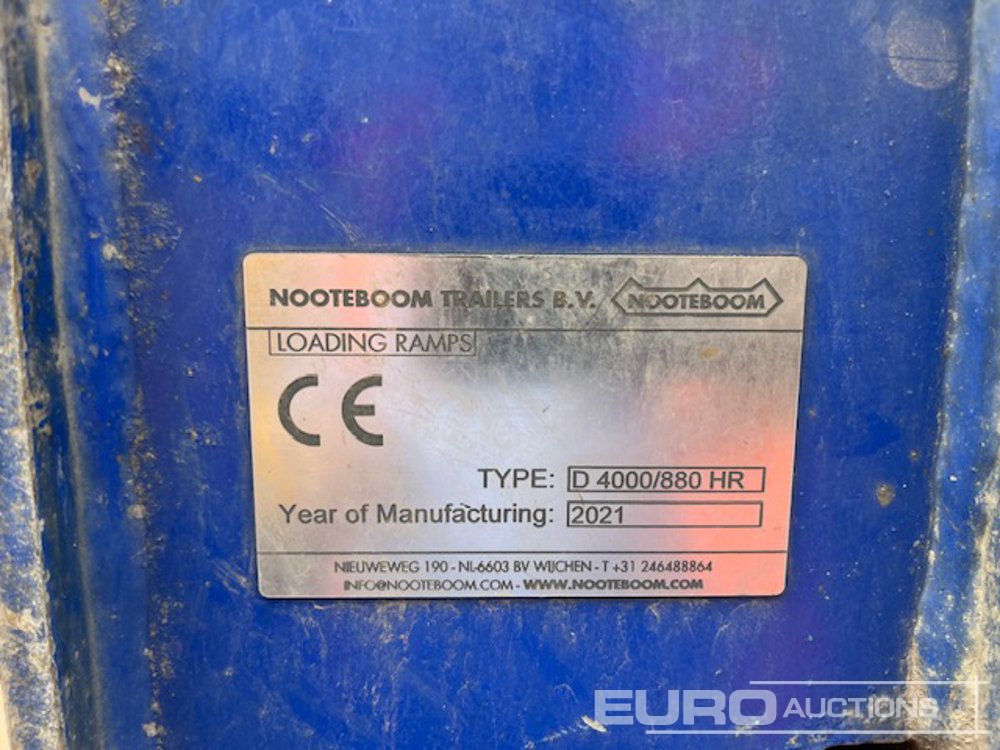 NOOTEBOOM TRAILERS B.V. NOOTEBOOM
LOADING RAMPS
CE
TYPE: D 4000/880 HR
Year of Manufacturing: 2021
NIEUWEWEG 190 - NL-6603 BV WIJCHEN - T +31 246488864
INFO@NOOTEBOOM.COM - WWW.NOOTEBOOM.COM
EURO AUCTIONS